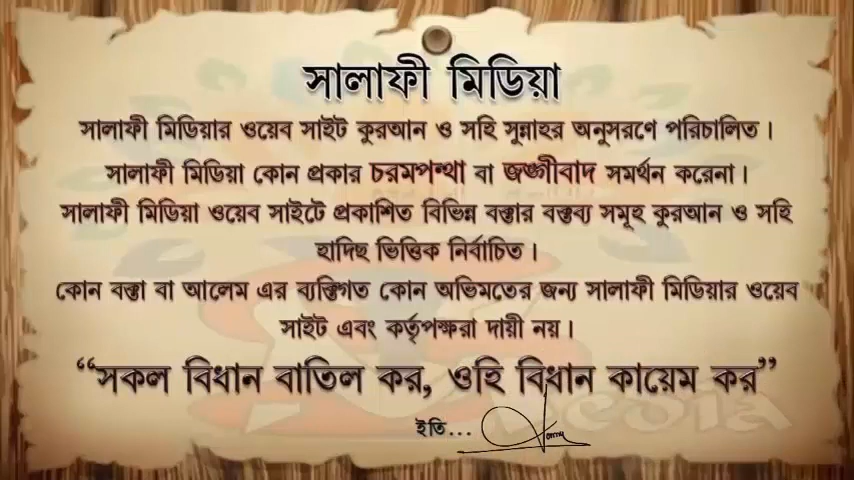 সালাফী মিডিয়া
সালাফী মিডিয়ার ওয়েব সাইট কুরআন ও সহি সুন্নাহর অনুসরণে পরিচালিত।
সালাফী মিডিয়া কোন প্রকার চরমপন্থা বা জঙ্গীবাদ সমর্থন করেনা।
সালাফী মিডিয়া ওয়েব সাইটে প্রকাশিত বিভিন্ন বক্তার বক্তব্য সমূহ কুরআন ও সহি
হাদিছ ভিত্তিক নির্বাচিত।
কোন বক্তা বা আলেম এর ব্যক্তিগত কোন অভিমতের জন্য সালাফী মিডিয়ার ওয়েব
সাইট এবং কর্তৃপক্ষরা দায়ী নয়।
“সকল বিধান বাতিল কর, ওহি বিধান কায়েম কর”
ইতি...